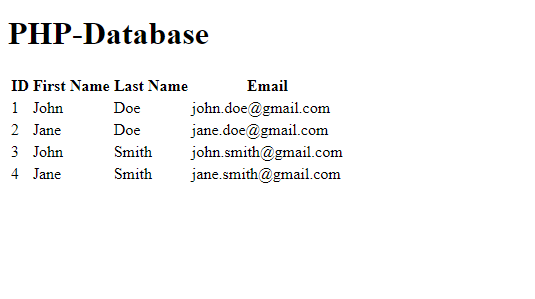 PHP-Database
ID First Name Last Name Email
1 John Doe john.doe@gmail.com
2 Jane Doe jane.doe@gmail.com
3 John Smith john.smith@gmail.com
4 Jane Smith jane.smith@gmail.com